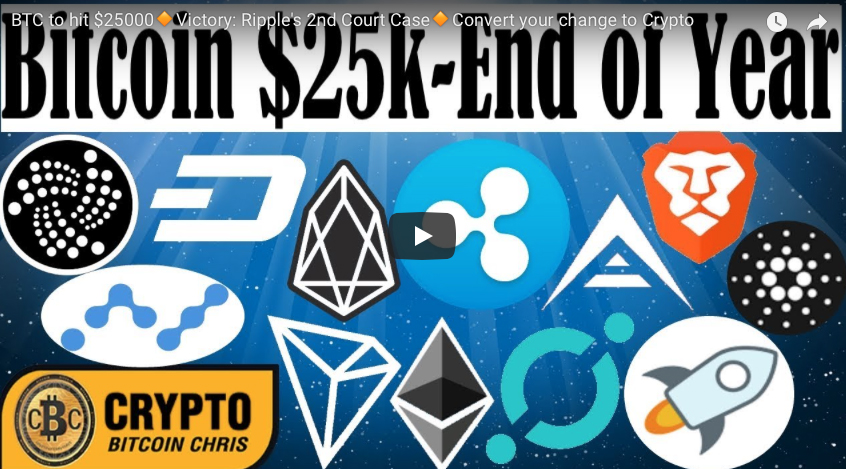 BTC to hit $25000🔸Victory: Ripple's 2nd Court Case🔸Convert your change to Crypto
Bitcoin $25k~End of Year
CBC
CRYPTO
BITCOIN CHRIS